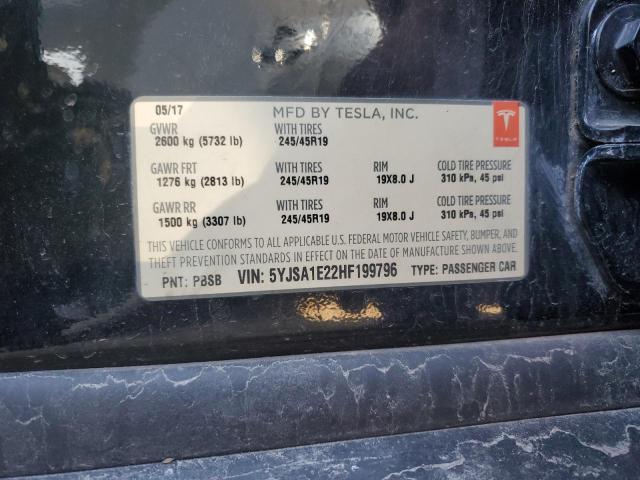 05/17 MFD BY TESLA, INC.
GVWR WITH TIRES
2600 kg (5732 lb) 245/45R19
TESLA
GAWR FRT WITH TIRES RIM COLD TIRE PRESSURE
1276 kg (2813 lb) 245/45R19 19X8.0 J 310 kPa, 45 psi
GAWR RR WITH TIRES RIM COLD TIRE PRESSURE
1500 kg (3307 lb) 245/45R19 19X8.0 J 310 kPa, 45 psi
THIS VEHICLE CONFORMS TO ALL APPLICABLE U.S. FEDERAL MOTOR VEHICLE SAFETY, BUMPER, AND
THEFT PREVENTION STANDARDS IN EFFECT ON THE DATE OF MANUFACTURE SHOWN ABOVE.
PNT: PBSB VIN: 5YJSA1E22HF199796 TYPE: PASSENGER CAR